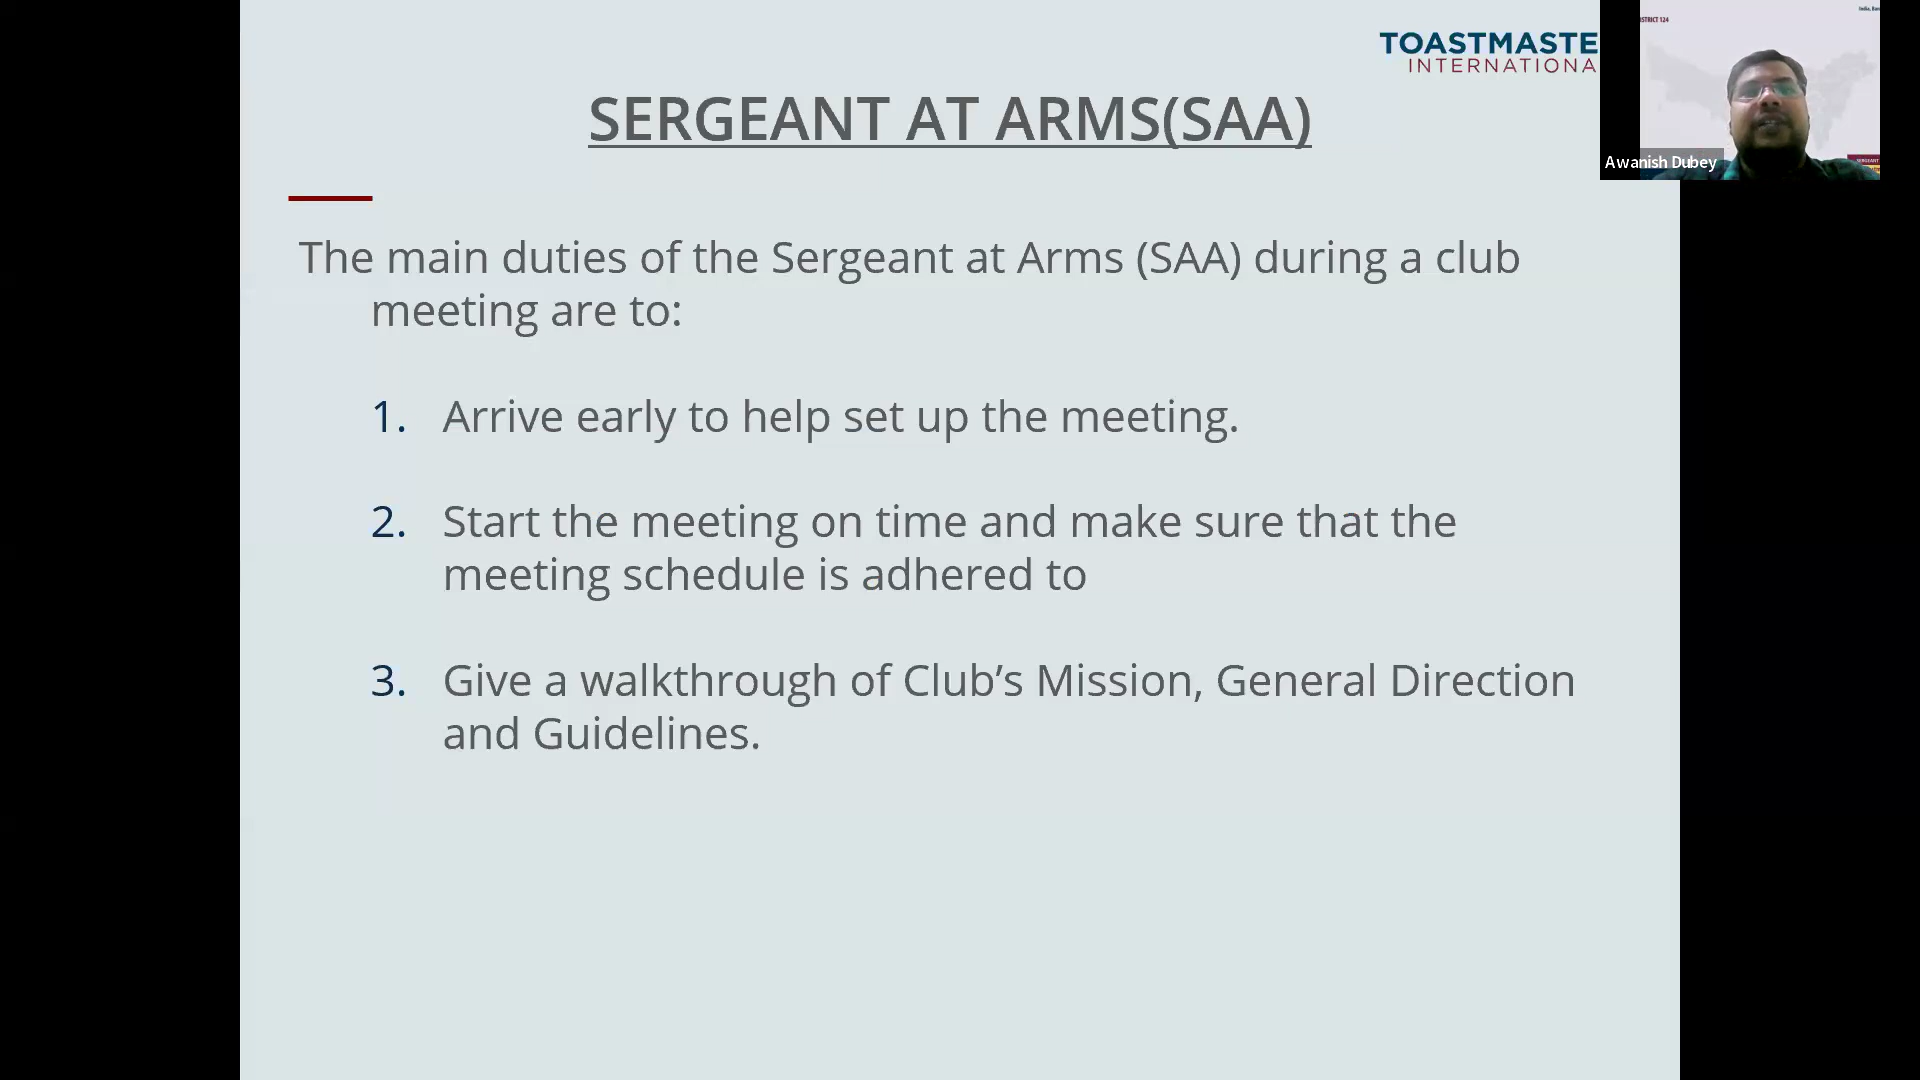 TOASTMASTE
INTERNATIONA
SERGEANT AT ARMS(SAA)
The main duties of the Sergeant at Arms (SAA) during a club
meeting are to:
1. Arrive early to help set up the meeting.
2. Start the meeting on time and make sure that the
meeting schedule is adhered to
3. Give a walkthrough of Club’s Mission, General Direction
and Guidelines.
Awanish Dubey